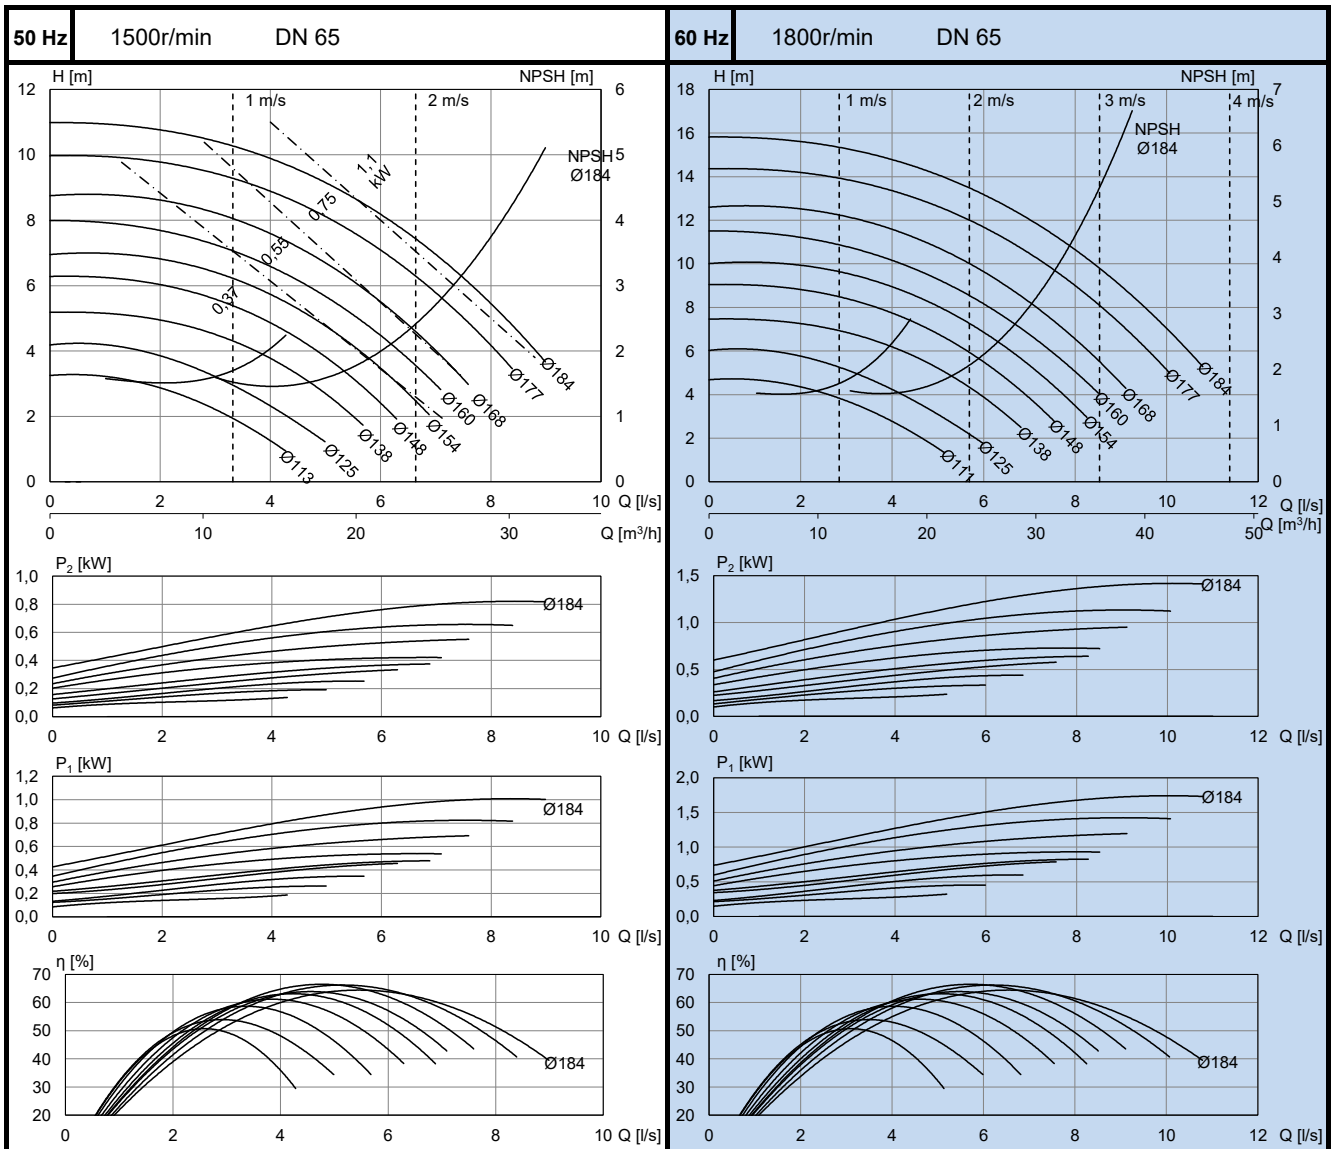 50 Hz 1500r/min DN 65
H [m] NPSH [m]
12 1 m/s 2 m/s 6
10 1,1 kW NPSH 5
Ø184
8 0,75 4
0,55
6 0,37 3
4 2
Ø184
Ø177
2 Ø168 1
Ø160
Ø154
Ø148
Ø138
Ø125
Ø113
0 0
0 2 4 6 8 10
Q [l/s]
0 10 20 30 Q [m³/h]
P₂ [kW]
1,0
0,8 Ø184
0,6
0,4
0,2
0,0
0 2 4 6 8 10 Q [l/s]
P₁ [kW]
1,2
1,0 Ø184
0,8
0,6
0,4
0,2
0,0
0 2 4 6 8 10 Q [l/s]
η [%]
70
60
50
40 Ø184
30
20
0 2 4 6 8 10 Q [l/s]
60 Hz 1800r/min DN 65
H [m] NPSH [m]
18 1 m/s 2 m/s 3 m/s 4 m/s 7
16 NPSH 6
Ø184
14
12 5
10 4
8 3
6 2
Ø184
Ø177
4 Ø168
Ø160
Ø154
2 Ø148 1
Ø138
Ø125
Ø111
0 0
0 2 4 6 8 10 12 Q [l/s]
0 10 20 30 40 50 Q [m³/h]
P₂ [kW]
1,5 Ø184
1,0
0,5
0,0
0 2 4 6 8 10 12 Q [l/s]
P₁ [kW]
2,0
1,5 Ø184
1,0
0,5
0,0
0 2 4 6 8 10 12 Q [l/s]
η [%]
70
60
50
40 Ø184
30
20
0 2 4 6 8 10 12 Q [l/s]